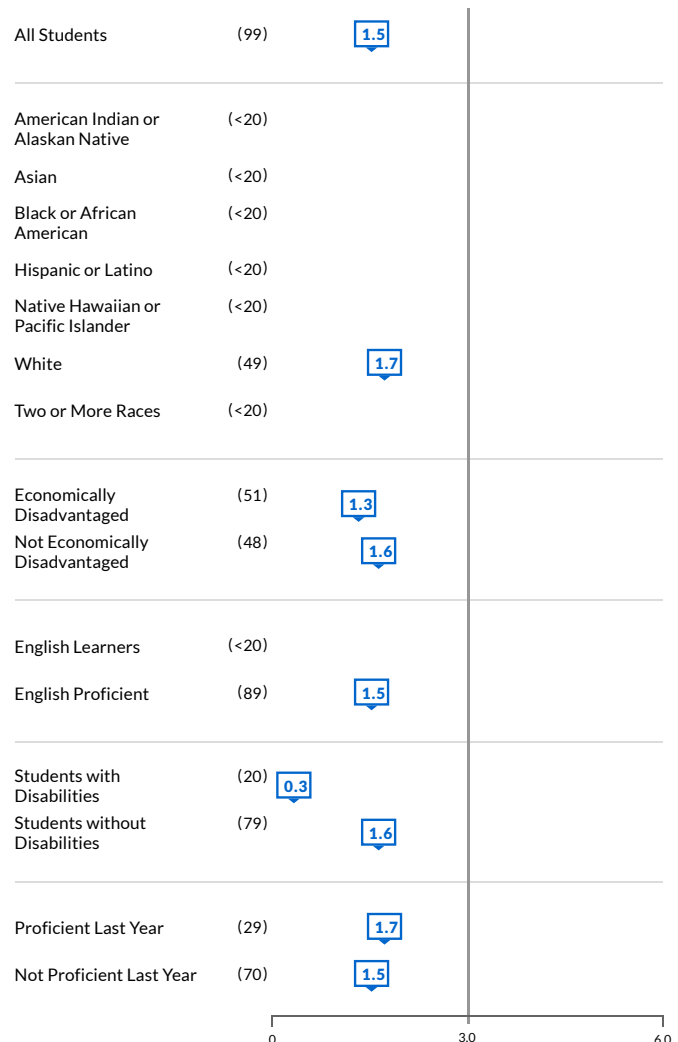 All Students (99) 1.5
American Indian or (<20)
Alaskan Native
Asian (<20)
Black or African (<20)
American
Hispanic or Latino (<20)
Native Hawaiian or (<20)
Pacific Islander
White (49) 1.7
Two or More Races (<20)
Economically (51) 1.3
Disadvantaged
Not Economically (48) 1.6
Disadvantaged
English Learners (<20)
English Proficient (89) 1.5
Students with (20) 0.3
Disabilities
Students without (79) 1.6
Disabilities
Proficient Last Year (29) 1.7
Not Proficient Last Year (70) 1.5
0 3.0 6.0